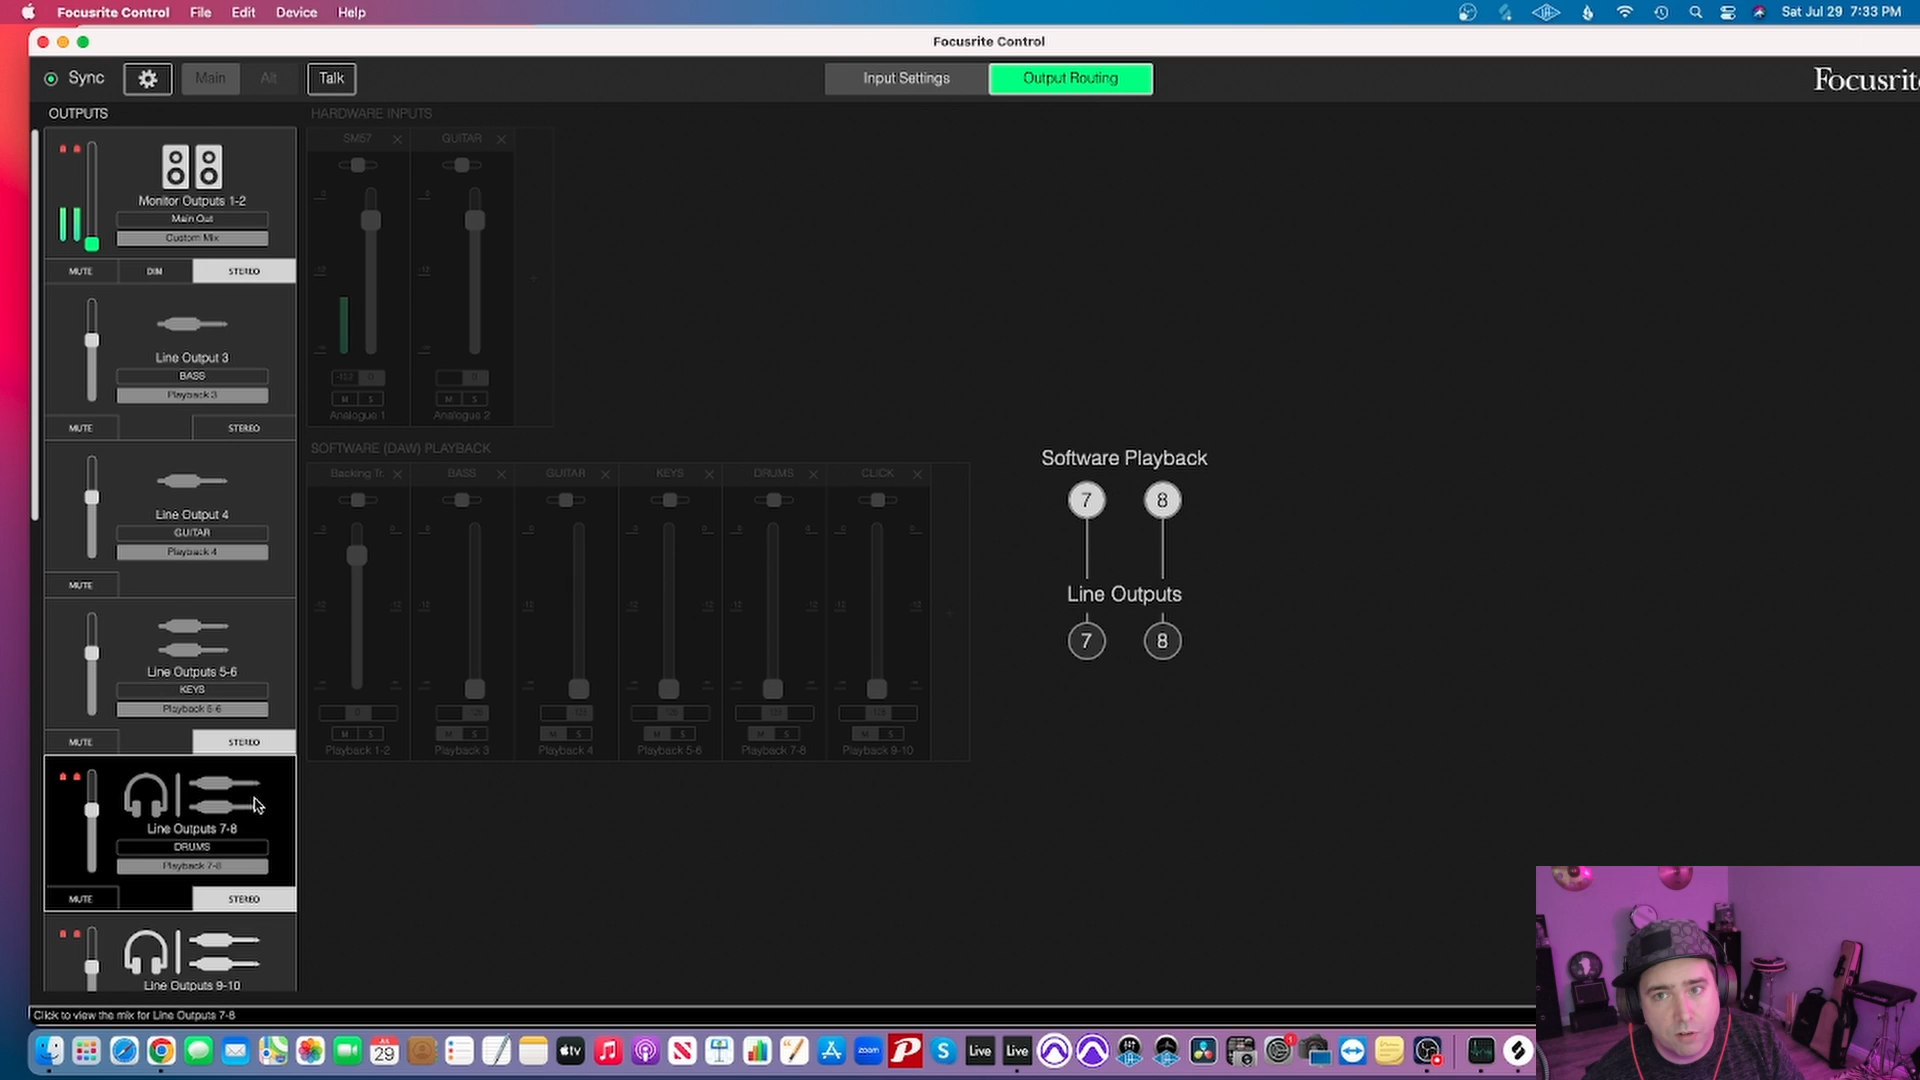 Focusrite Control File Edit Device Help
Sat Jul 29 7:33 PM
Focusrite Control
Sync Main Alt Talk
Input Settings Output Routing
Focusrit
OUTPUTS
Monitor Outputs 1-2
Main Out
Custom Mix
MUTE DIM STEREO
Line Output 3
BASS
Playback 3
MUTE STEREO
Line Output 4
GUITAR
Playback 4
MUTE
Line Outputs 5-6
KEYS
Playback 5-6
MUTE STEREO
Line Outputs 7-8
DRUMS
Playback 7-8
MUTE STEREO
Line Outputs 9-10
HARDWARE INPUTS
SM57 GUITAR
M S M S
Analogue 1 Analogue 2
SOFTWARE (DAW) PLAYBACK
Backing Tr. BASS GUITAR KEYS DRUMS CLICK
M S M S M S M S M S M S
Playback 1-2 Playback 3 Playback 4 Playback 5-6 Playback 7-8 Playback 9-10
Software Playback
7 8
Line Outputs
7 8
Click to view the mix for Line Outputs 7-8
JUL
29
tv
zoom
Live Live